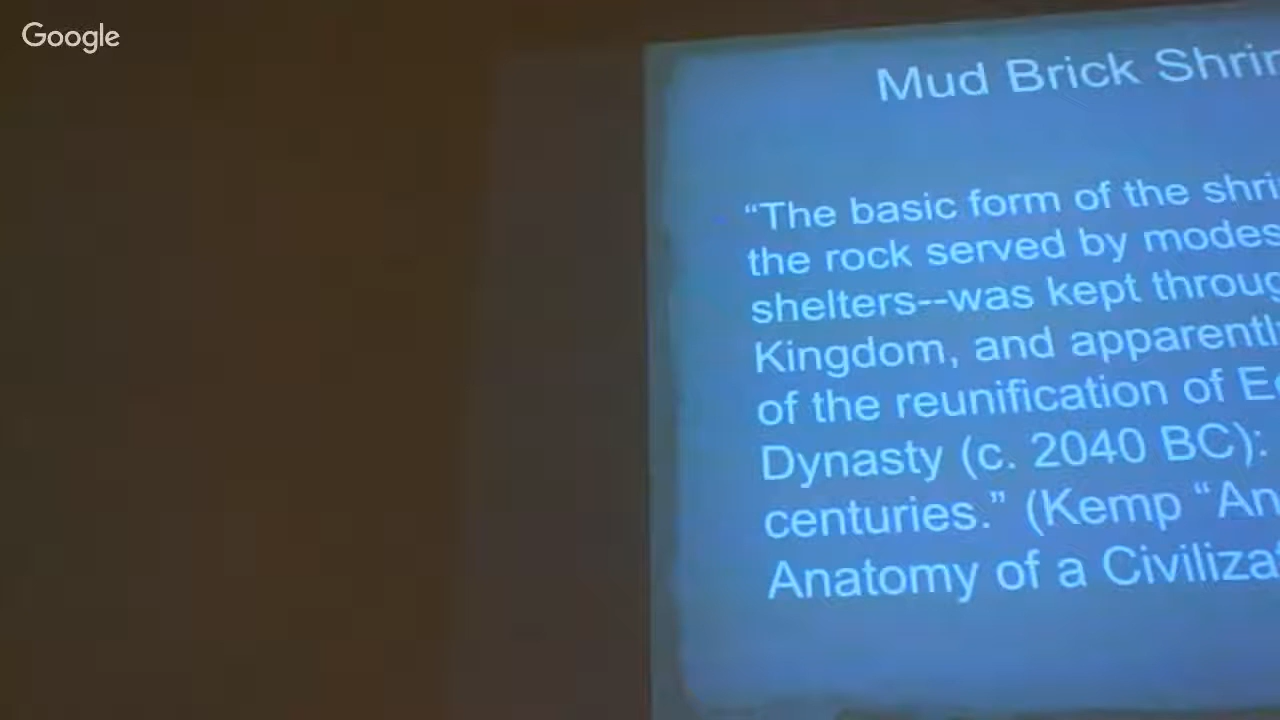 Google
Mud Brick Shrin
“The basic form of the shri
the rock served by modes
shelters--was kept throug
Kingdom, and apparentl
of the reunification of E
Dynasty (c. 2040 BC):
centuries.” (Kemp “An
Anatomy of a Civiliza